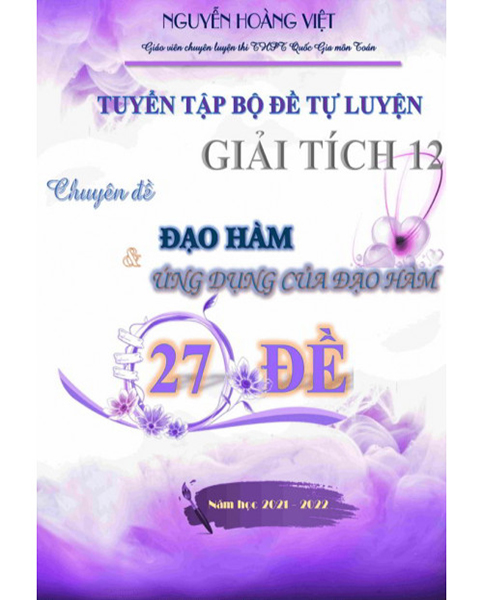 NGUYỄN HOÀNG VIỆT
Giáo viên chuyên luyện thi THPT Quốc Gia môn Toán
TUYỂN TẬP BỘ ĐỀ TỰ LUYỆN
GIẢI TÍCH 12
Chuyên đề
ĐẠO HÀM
&
ỨNG DỤNG CỦA ĐẠO HÀM
27 ĐỀ
Năm học 2021 - 2022